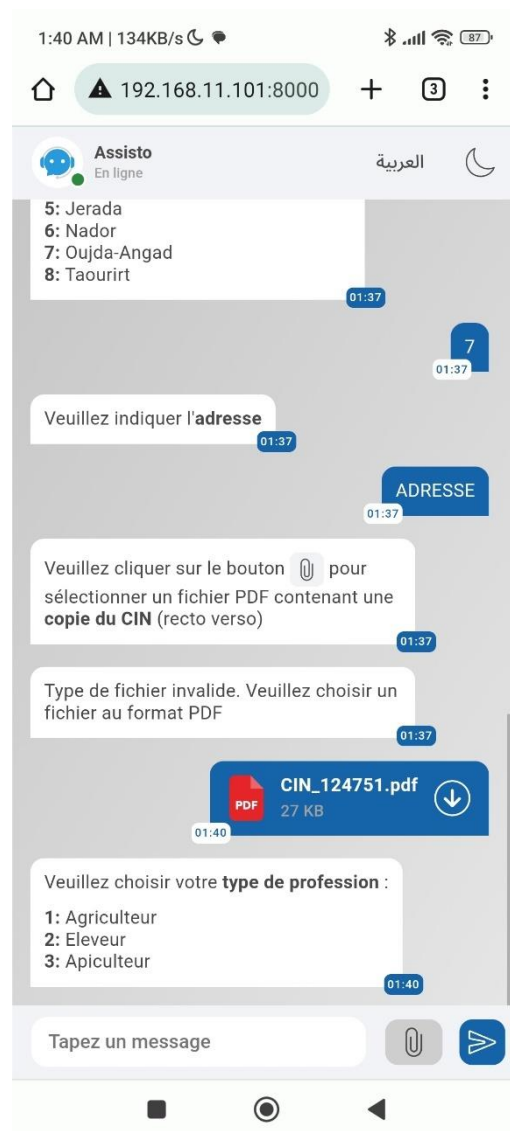 1:40 AM | 134KB/s
87
192.168.11.101:8000
3
Assisto
En ligne
العربية
5: Jerada
6: Nador
7: Oujda-Angad
8: Taourirt
01:37
7
01:37
Veuillez indiquer l'adresse
01:37
ADRESSE
01:37
Veuillez cliquer sur le bouton pour
sélectionner un fichier PDF contenant une
copie du CIN (recto verso)
01:37
Type de fichier invalide. Veuillez choisir un
fichier au format PDF
01:37
PDF
CIN_124751.pdf
27 KB
01:40
Veuillez choisir votre type de profession :
1: Agriculteur
2: Eleveur
3: Apiculteur
01:40
Tapez un message